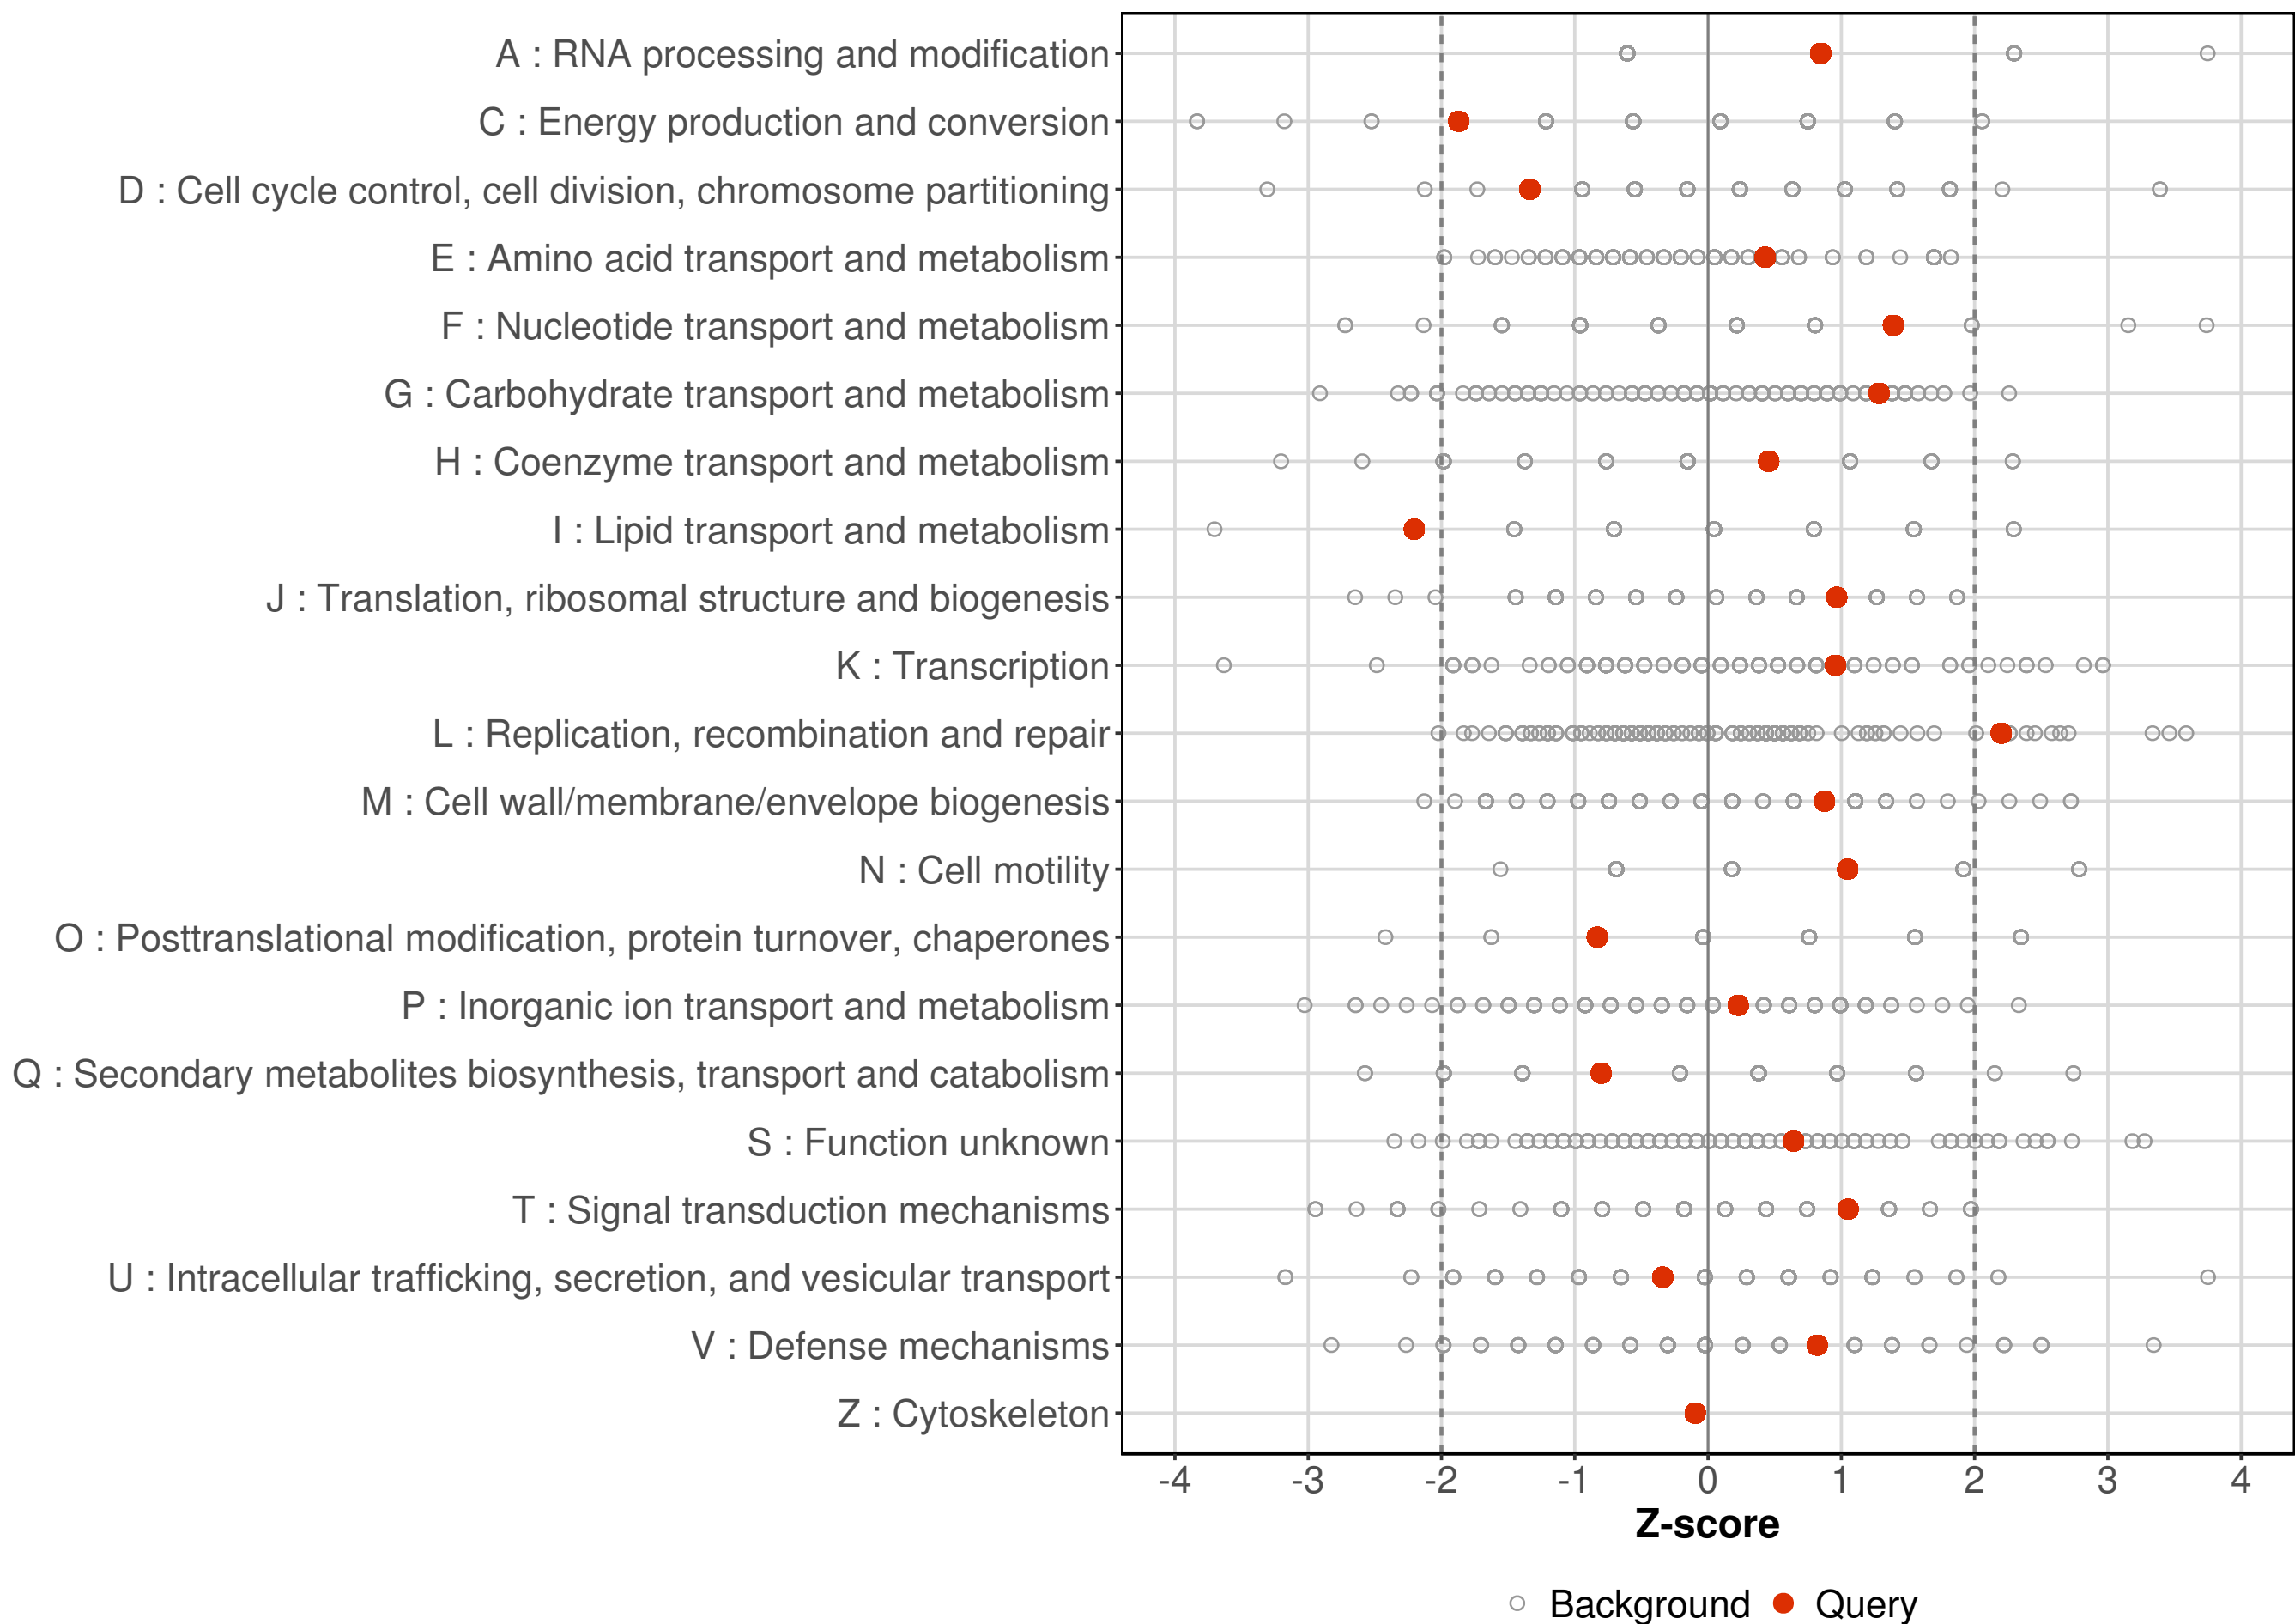 A : RNA processing and modification
C : Energy production and conversion
D : Cell cycle control, cell division, chromosome partitioning
E : Amino acid transport and metabolism
F : Nucleotide transport and metabolism
G : Carbohydrate transport and metabolism
H : Coenzyme transport and metabolism
I : Lipid transport and metabolism
J : Translation, ribosomal structure and biogenesis
K : Transcription
L : Replication, recombination and repair
M : Cell wall/membrane/envelope biogenesis
N : Cell motility
O : Posttranslational modification, protein turnover, chaperones
P : Inorganic ion transport and metabolism
Q : Secondary metabolites biosynthesis, transport and catabolism
S : Function unknown
T : Signal transduction mechanisms
U : Intracellular trafficking, secretion, and vesicular transport
V : Defense mechanisms
Z : Cytoskeleton
-4 -3 -2 -1 0 1 2 3 4
Z-score
Background Query